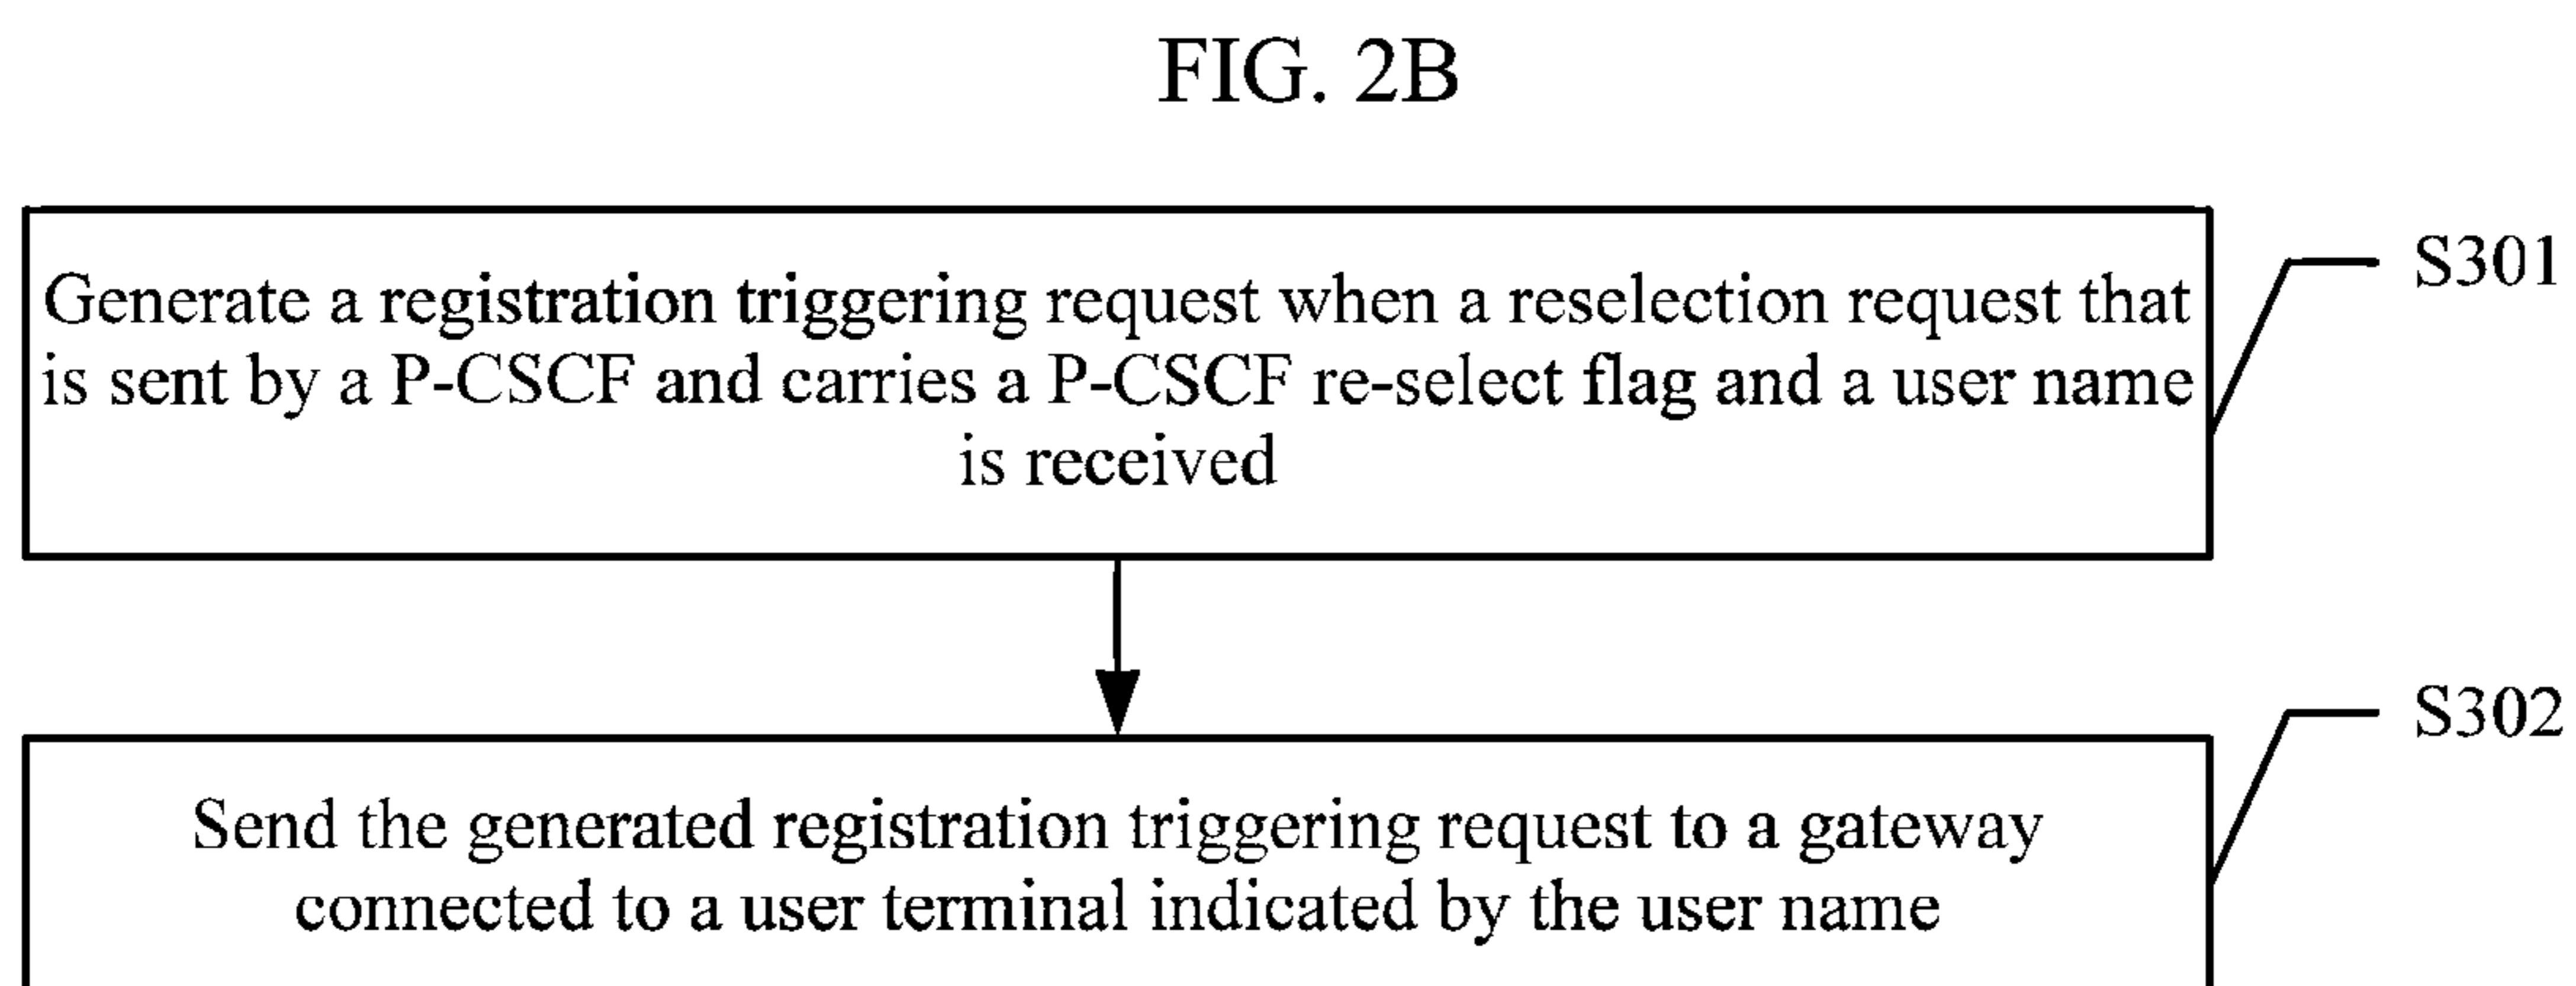 FIG. 2B
Generate a registration triggering request when a reselection request that
is sent by a P-CSCF and carries a P-CSCF re-select flag and a user name
is received
S301
Send the generated registration triggering request to a gateway
connected to a user terminal indicated by the user name
S302